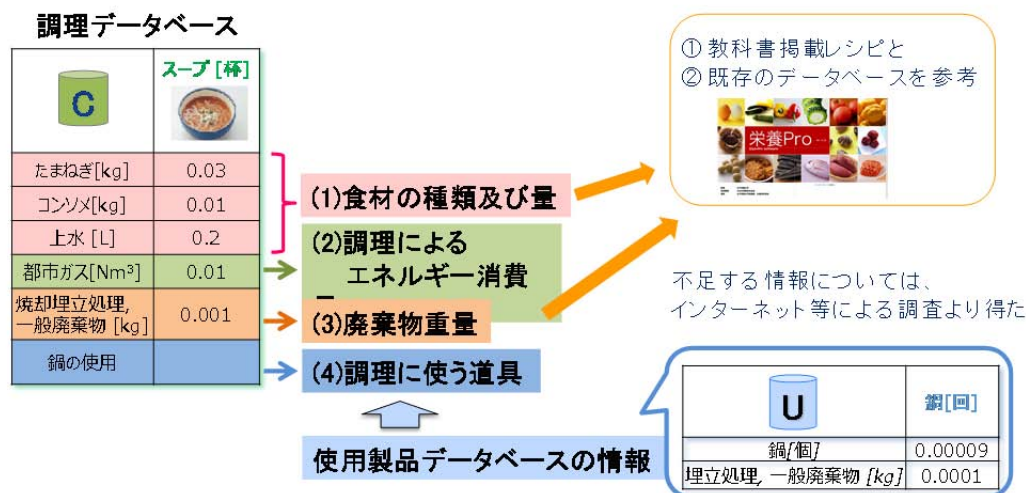 調理データベース
C
スープ [杯]
たまねぎ[kg] 0.03
コンソメ[kg] 0.01
上水 [L] 0.2
都市ガス[Nm³] 0.01
焼却埋立処理,
一般廃棄物 [kg] 0.001
鍋の使用
(1)食材の種類及び量
(2)調理による
エネルギー消費
(3)廃棄物重量
(4)調理に使う道具
使用製品データベースの情報
① 教科書掲載レシピと
② 既存のデータベースを参考
栄養Pro
不足する情報については、
インターネット等による調査より得た
U
鍋[回]
鍋[個] 0.00009
埋立処理, 一般廃棄物 [kg] 0.0001